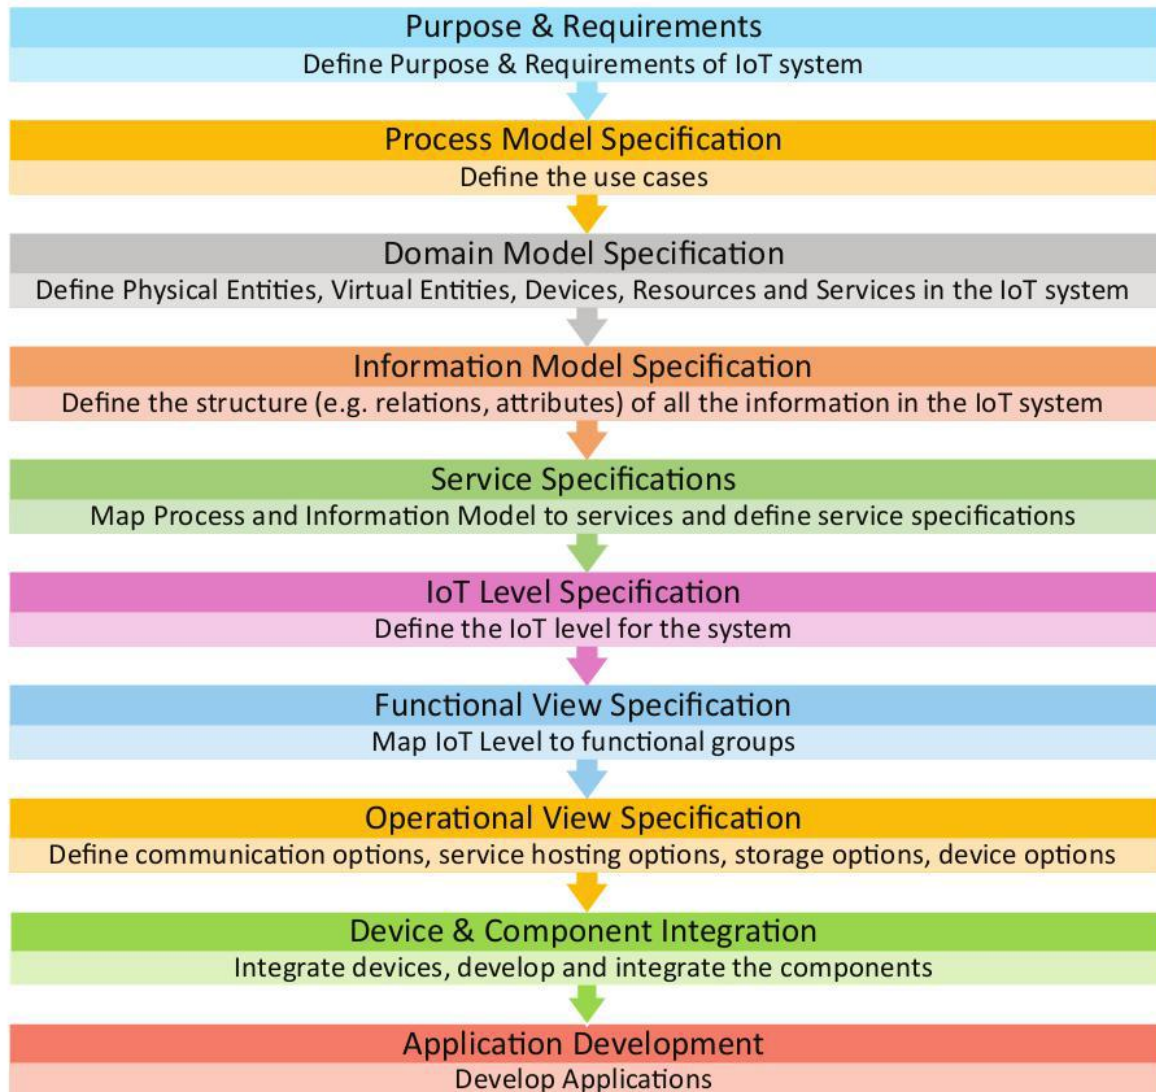 Purpose & Requirements
Define Purpose & Requirements of IoT system
Process Model Specification
Define the use cases
Domain Model Specification
Define Physical Entities, Virtual Entities, Devices, Resources and Services in the IoT system
Information Model Specification
Define the structure (e.g. relations, attributes) of all the information in the IoT system
Service Specifications
Map Process and Information Model to services and define service specifications
IoT Level Specification
Define the IoT level for the system
Functional View Specification
Map IoT Level to functional groups
Operational View Specification
Define communication options, service hosting options, storage options, device options
Device & Component Integration
Integrate devices, develop and integrate the components
Application Development
Develop Applications